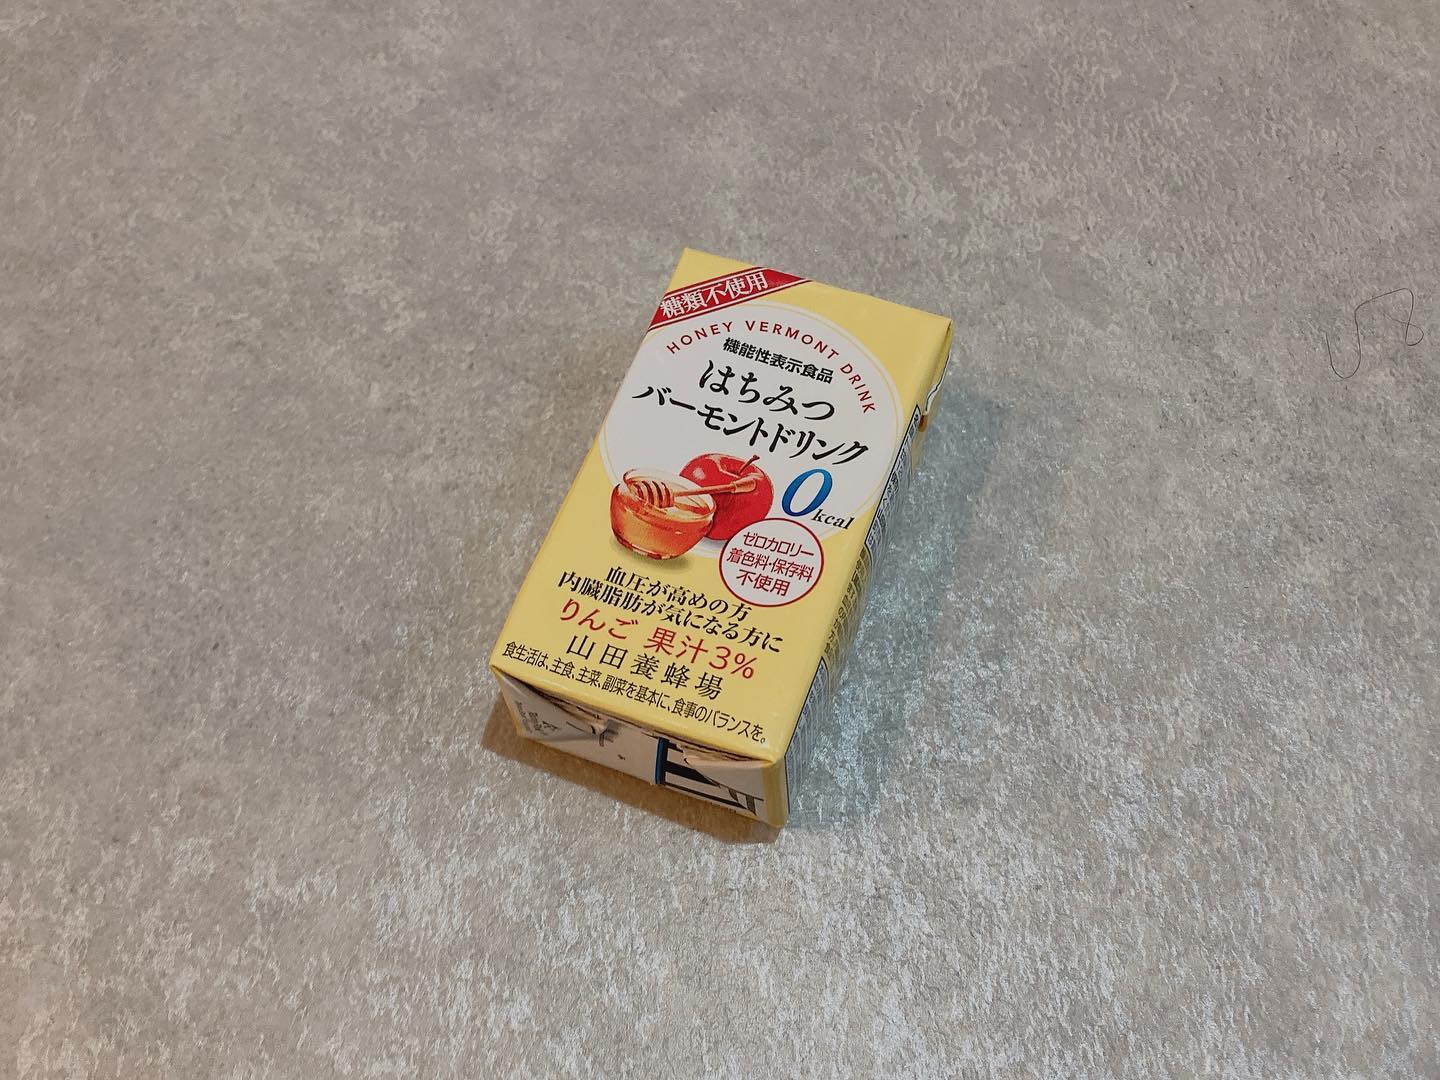 糖類不使用
HONEY VERMONT DRINK
機能性表示食品
はちみつ
バーモントドリンク
0kcal
ゼロカロリー
着色料・保存料
不使用
血圧が高めの方
内臓脂肪が気になる方に
りんご 果汁3%
山田養蜂場
食生活は、主食、主菜、副菜を基本に、食事のバランスを。